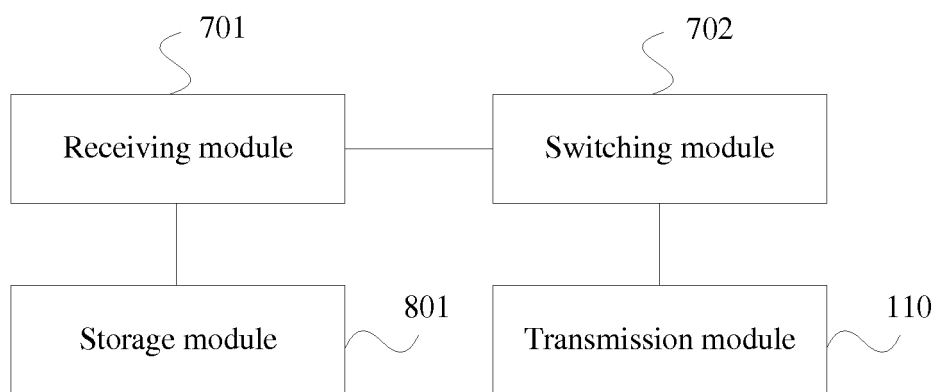 701
702
Receiving module
Switching module
801
110
Storage module
Transmission module